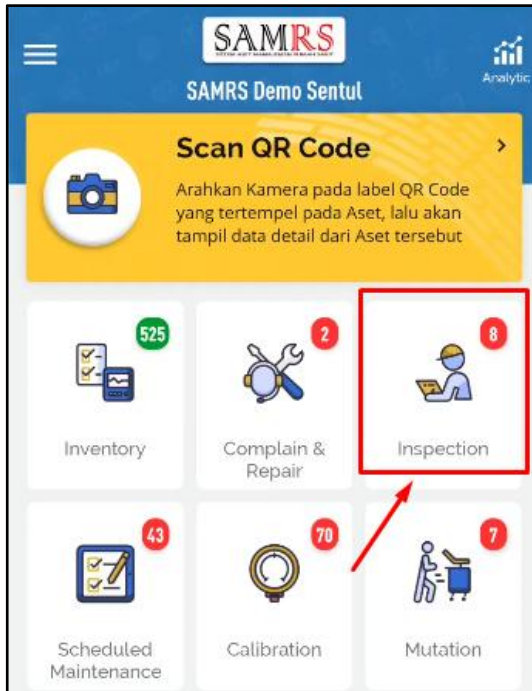 SAMRS
SAMRS Demo Sentul
Analytic
Scan QR Code
Arahkan Kamera pada label QR Code
yang tertempel pada Aset, lalu akan
tampil data detail dari Aset tersebut
525
Inventory
2
Complain &
Repair
8
Inspection
43
Scheduled
Maintenance
70
Calibration
7
Mutation